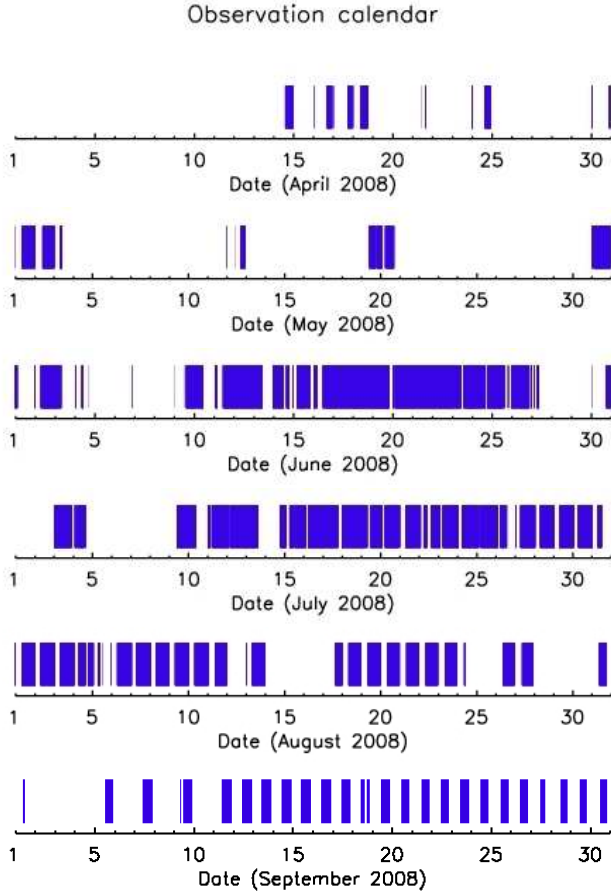 Observation calendar
1 5 10 15 20 25 30
Date (April 2008)
1 5 10 15 20 25 30
Date (May 2008)
1 5 10 15 20 25 30
Date (June 2008)
1 5 10 15 20 25 30
Date (July 2008)
1 5 10 15 20 25 30
Date (August 2008)
1 5 10 15 20 25 30
Date (September 2008)